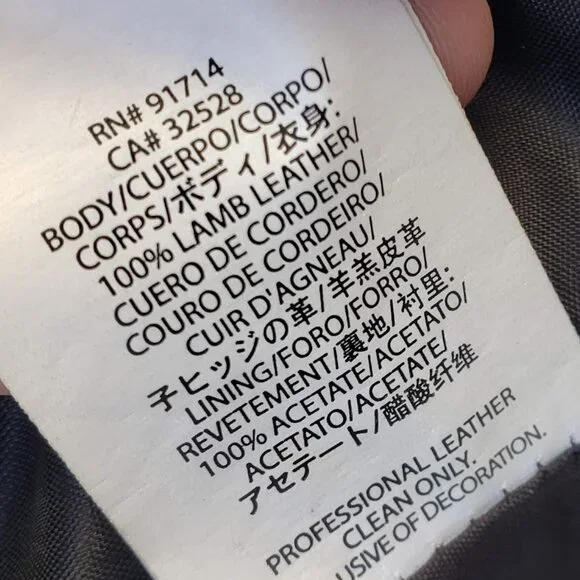 RN# 91714
CA# 32528
BODY/CUERPO/CORPO/
CORPS/ボディ/衣身:
100% LAMB LEATHER/
CUERO DE CORDERO/
COURO DE CORDEIRO/
CUIR D'AGNEAU/
子ヒッジの革/羊羔皮革
LINING/FORO/FORRO/
REVETEMENT/裏地/衬里:
100% ACETATE/ACETATO/
ACETATO/ACETATE/
アセテート/醋酸纤维
PROFESSIONAL LEATHER
CLEAN ONLY.
USIVE OF DECORATION.